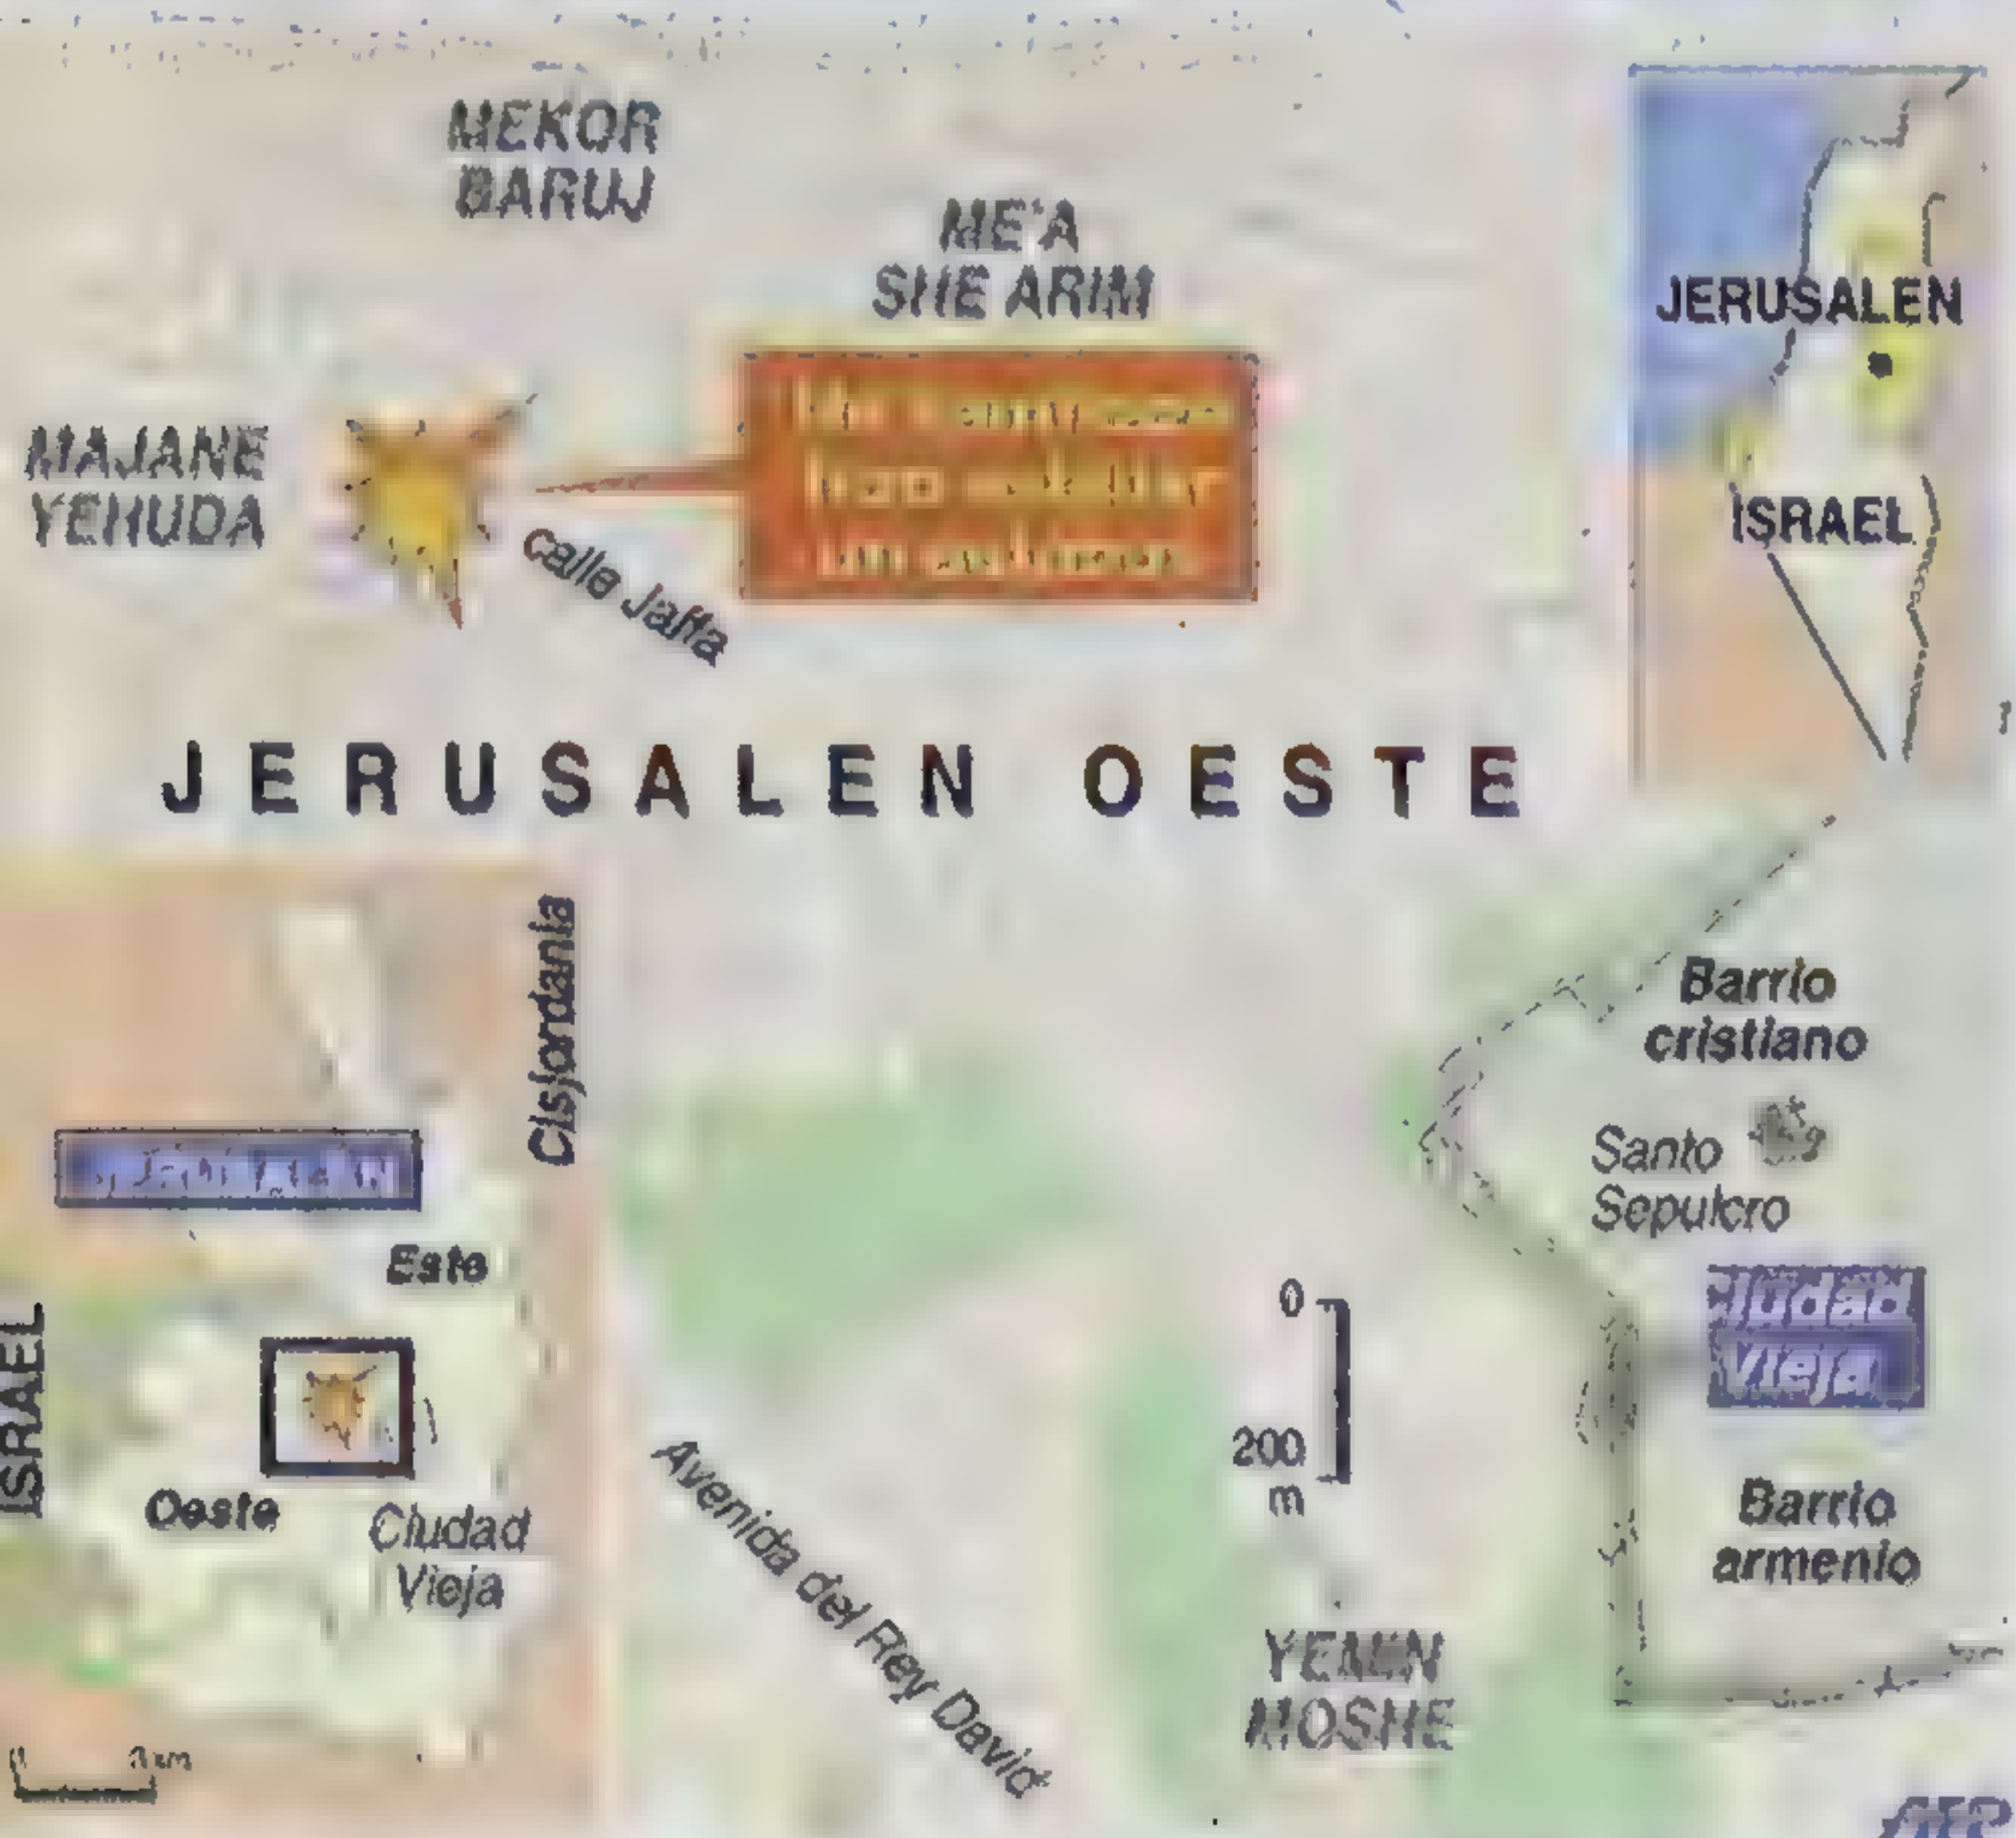 MEKOR
BARUJ
ME'A
SHE ARIM
JERUSALEN
MAJANE
YEHUDA
ISRAEL
calle Jaffa
JERUSALEN OESTE
Cisjordania
Barrio
cristiano
Santo
Sepulcro
Este
Ciudad
Vieja
0
200
m
ISRAEL
Oeste
Ciudad
Vieja
Avenida del Rey David
Barrio
armenio
YEMIN
MOSHE